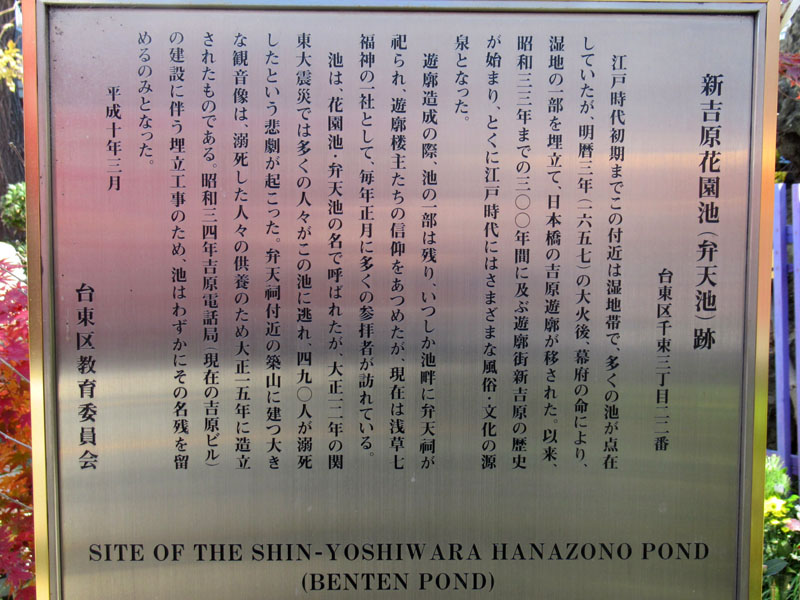 新吉原花園池（弁天池）跡
台東区千束三丁目二二番
江戸時代初期までこの付近は湿地帯で、多くの池が点在
していたが、明暦三年（一六五七）の大火後、幕府の命により、
湿地の一部を埋立て、日本橋の吉原遊廓が移された。以来、
昭和三三年までの三〇〇年間に及ぶ遊廓街新吉原の歴史
が始まり、とくに江戸時代にはさまざまな風俗・文化の源
泉となった。
遊廓造成の際、池の一部は残り、いつしか池畔に弁天祠が
祀られ、遊廓楼主たちの信仰をあつめたが、現在は浅草七
福神の一社として、毎年正月に多くの参拝者が訪れている。
池は、花園池・弁天池の名で呼ばれたが、大正一二年の関
東大震災では多くの人々がこの池に逃れ、四九〇人が溺死
したという悲劇が起こった。弁天祠付近の築山に建つ大き
な観音像は、溺死した人々の供養のため大正一五年に造立
されたものである。昭和三四年吉原電話局（現在の吉原ビル）
の建設に伴う埋立工事のため、池はわずかにその名残を留
めるのみとなった。
平成十年三月
台東区教育委員会
SITE OF THE SHIN-YOSHIWARA HANAZONO POND
(BENTEN POND)